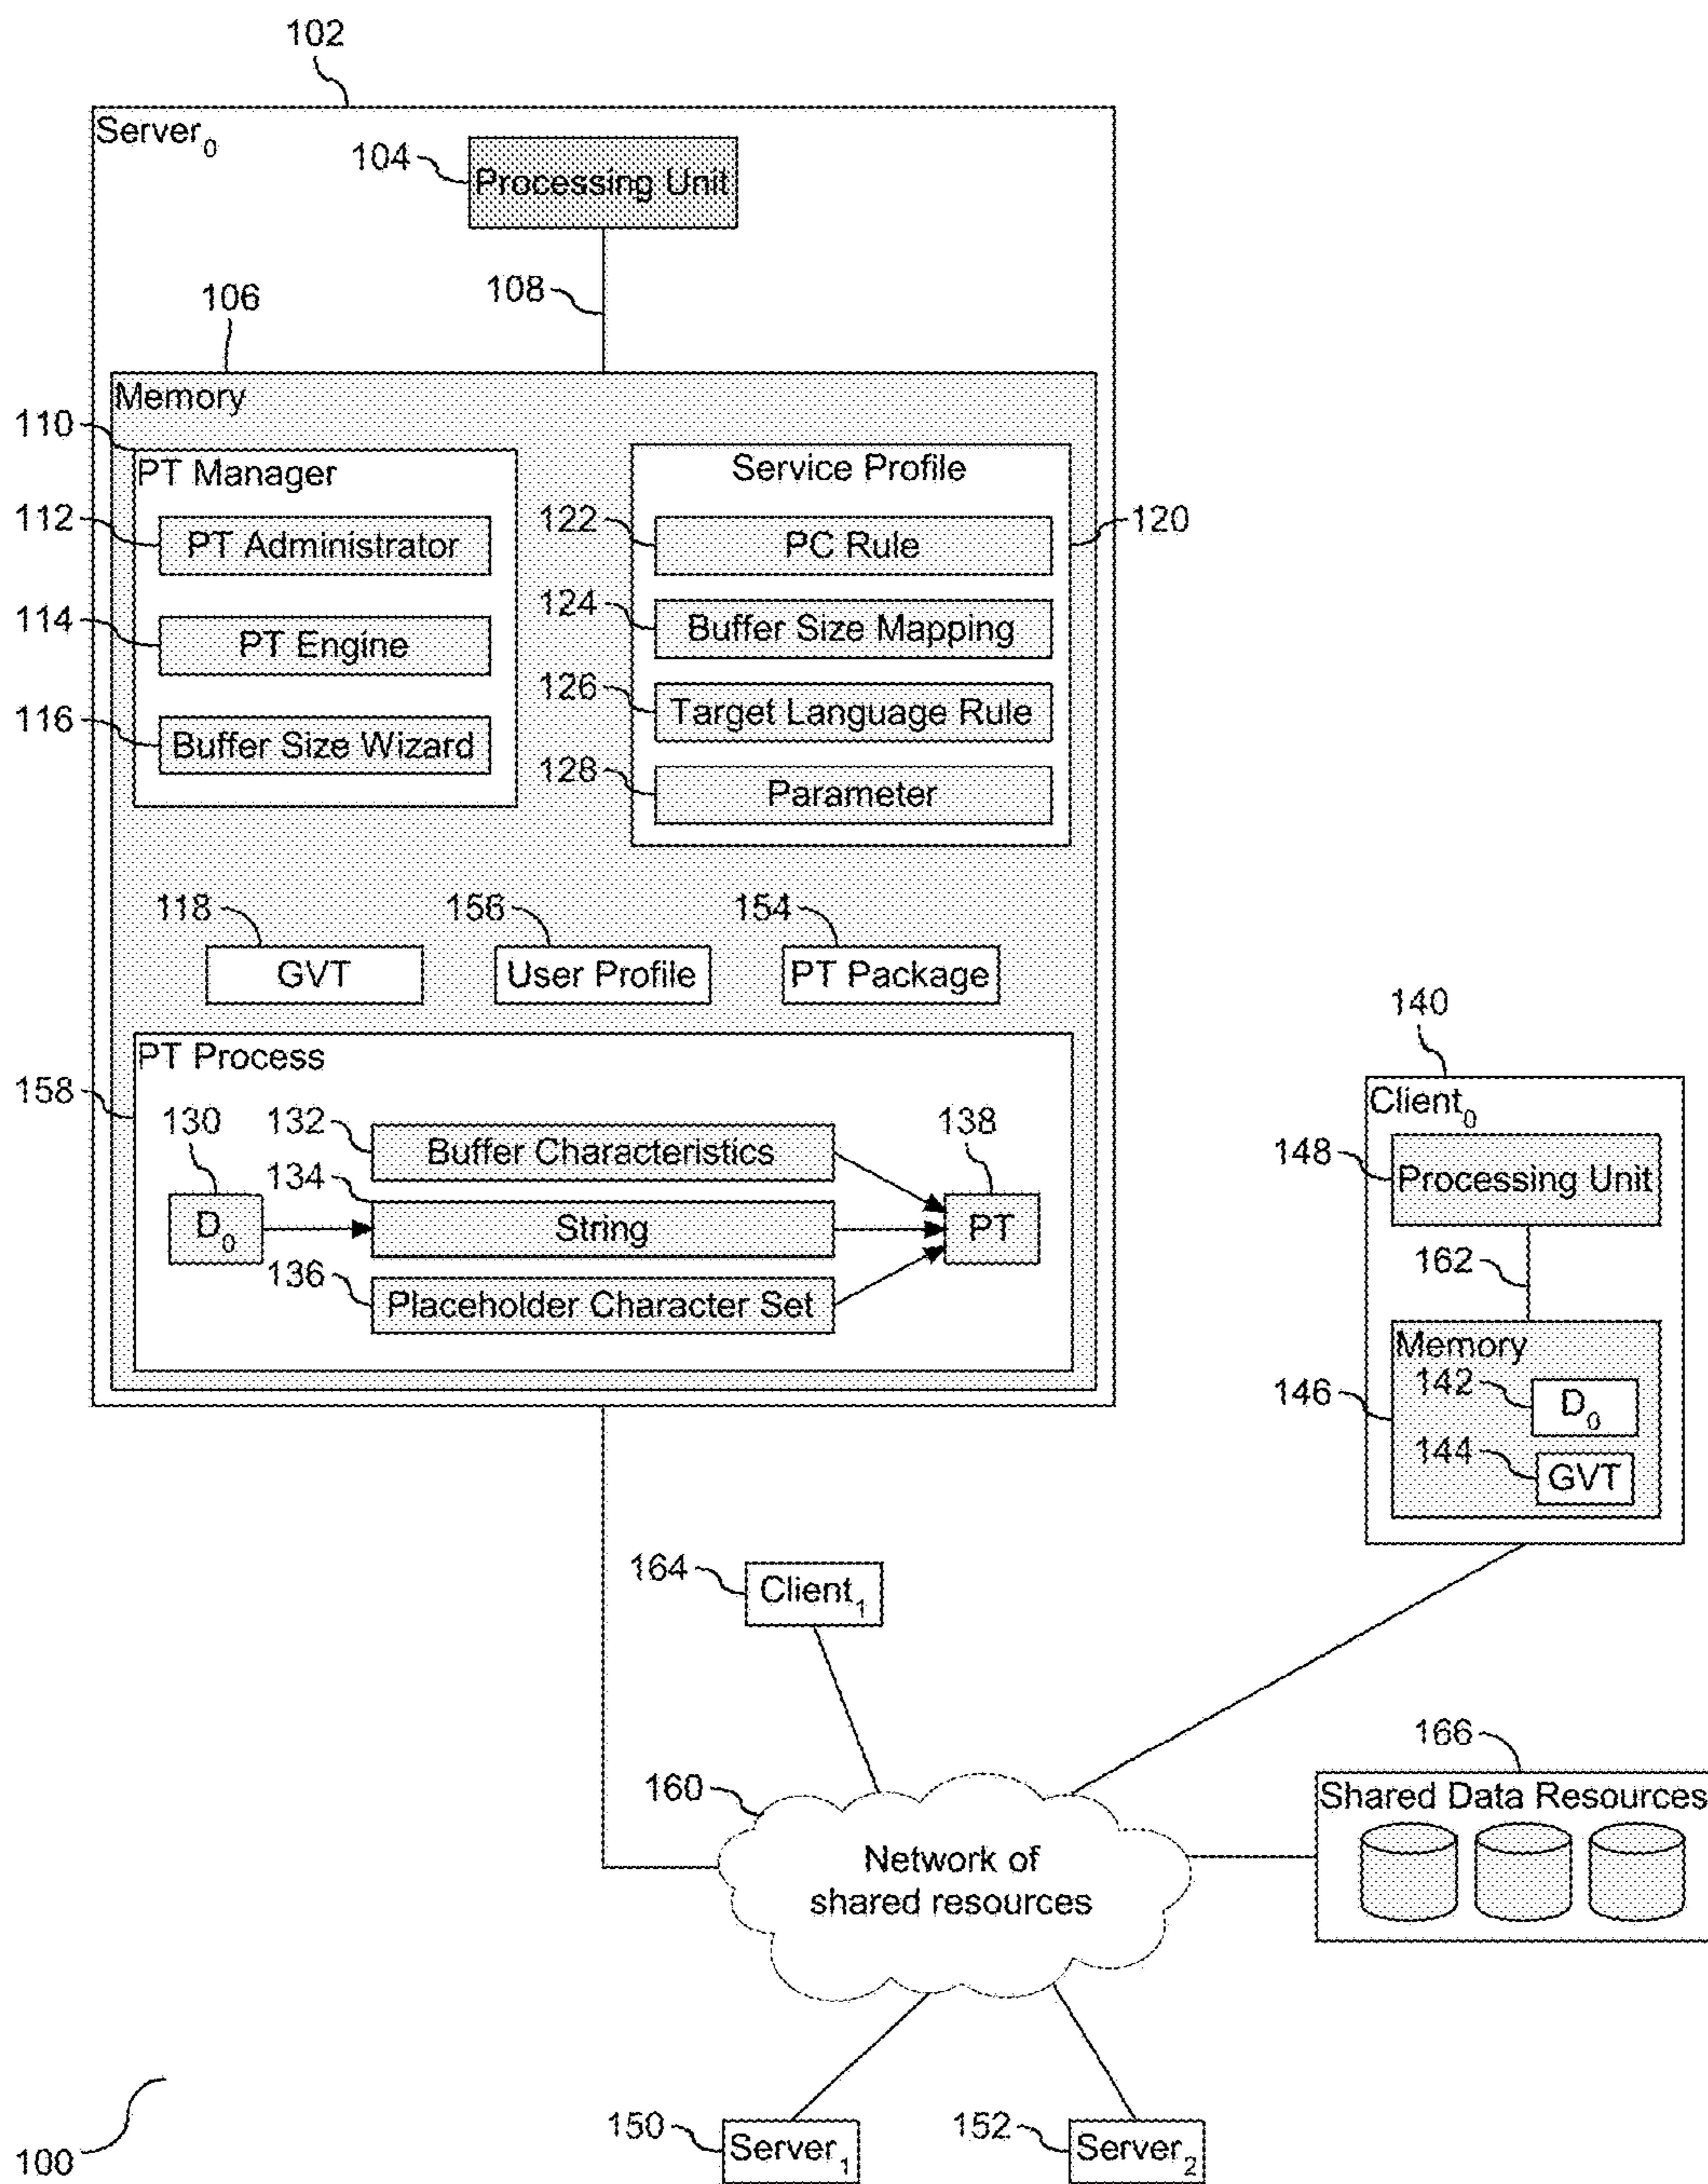 102
Server₀
104
Processing Unit
108
106
Memory
110
PT Manager
112
PT Administrator
114
PT Engine
116
Buffer Size Wizard
Service Profile
120
122
PC Rule
124
Buffer Size Mapping
126
Target Language Rule
128
Parameter
118
GVT
156
User Profile
154
PT Package
PT Process
158
130
D₀
132
Buffer Characteristics
134
String
136
Placeholder Character Set
138
PT
140
Client₀
148
Processing Unit
162
Memory
146
142
D₀
144
GVT
164
Client₁
160
Network of
shared resources
166
Shared Data Resources
150
Server₁
152
Server₂
100